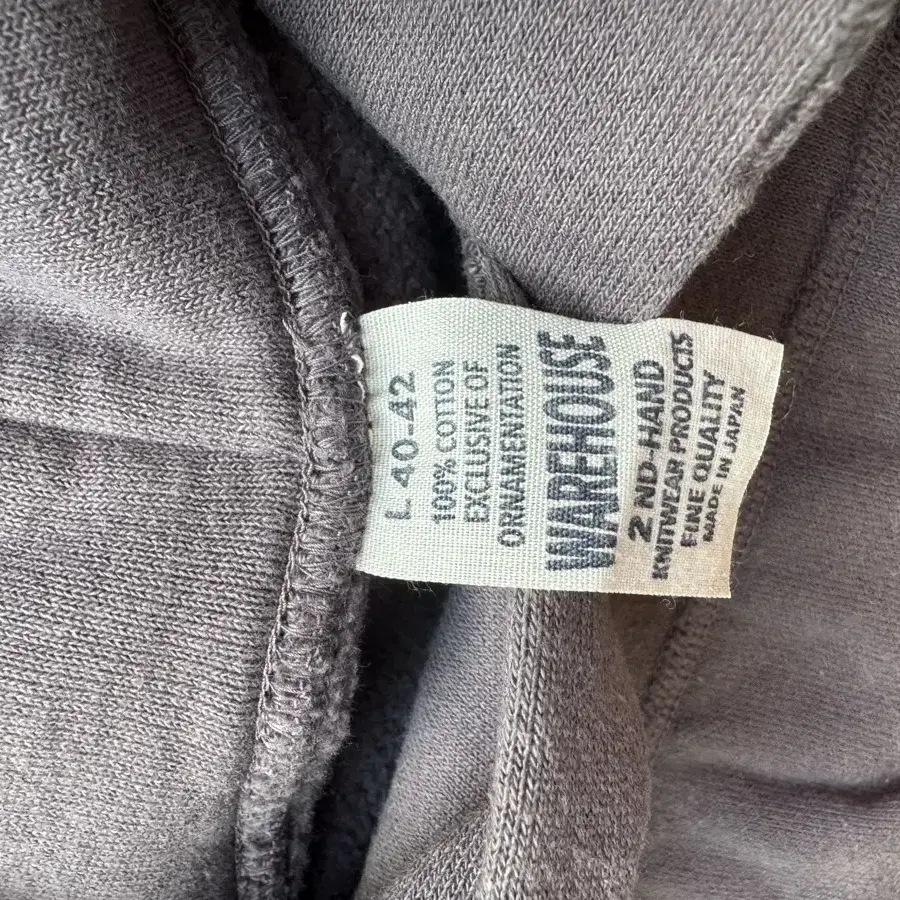 L 40-42
100% COTTON
EXCLUSIVE OF
ORNAMENTATION
WAREHOUSE
2 ND-HAND
KNITWEAR PRODUCTS
FINE QUALITY
MADE IN JAPAN